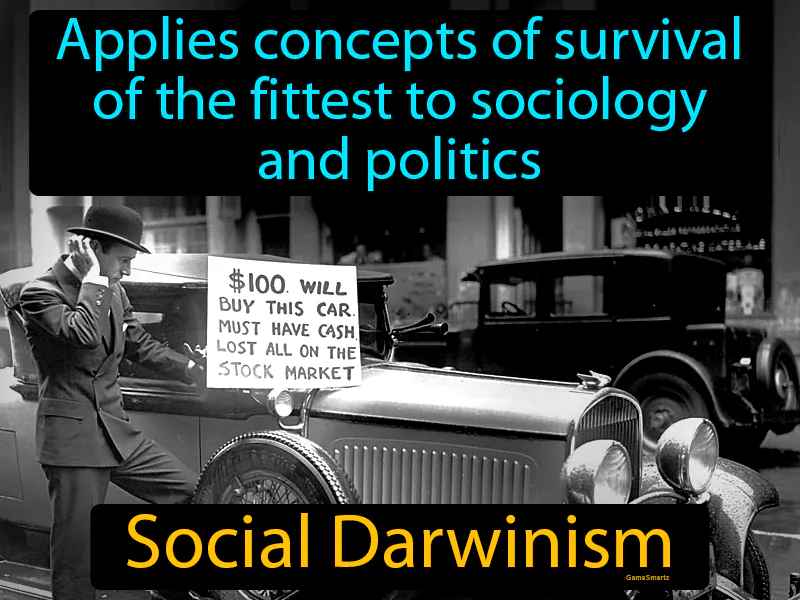 Applies concepts of survival
of the fittest to sociology
and politics
$100. WILL
BUY THIS CAR.
MUST HAVE CASH
LOST ALL ON THE
STOCK MARKET
Social Darwinism
GameSmartz